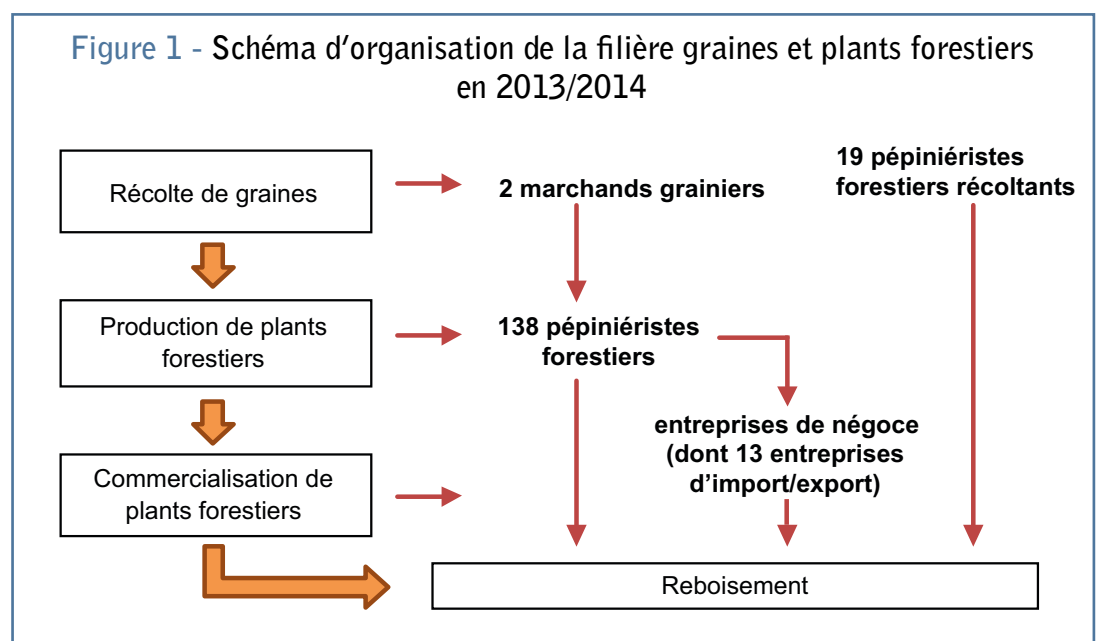 Figure 1 - Schéma d'organisation de la filière graines et plants forestiers
en 2013/2014
Récolte de graines
2 marchands grainiers
19 pépiniéristes
forestiers récoltants
Production de plants
forestiers
138 pépiniéristes
forestiers
entreprises de négoce
(dont 13 entreprises
d'import/export)
Commercialisation de
plants forestiers
Reboisement